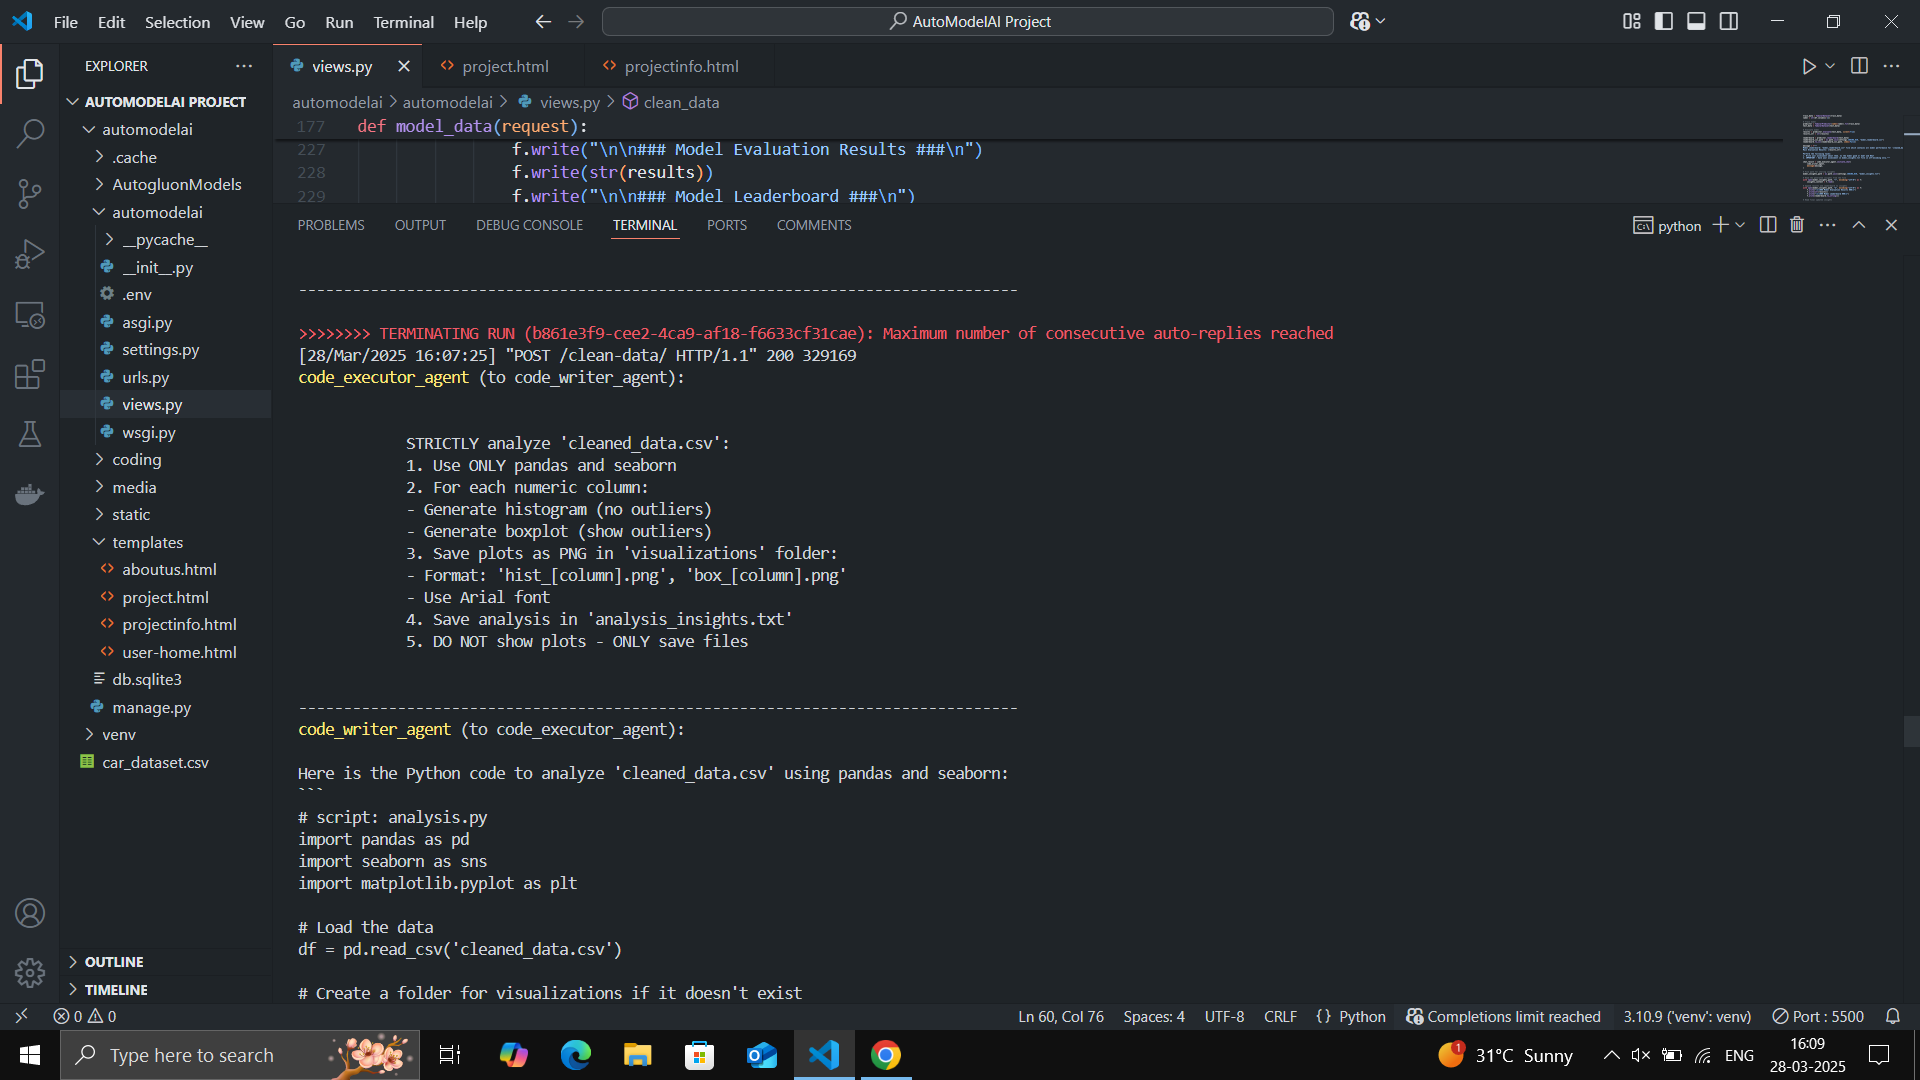 File Edit Selection View Go Run Terminal Help
AutoModelAI Project
EXPLORER
AUTOMODELAI PROJECT
automodelai
.cache
AutogluonModels
automodelai
__pycache__
__init__.py
.env
asgi.py
settings.py
urls.py
views.py
wsgi.py
coding
media
static
templates
aboutus.html
project.html
projectinfo.html
user-home.html
db.sqlite3
manage.py
venv
car_dataset.csv
OUTLINE
TIMELINE
views.py project.html projectinfo.html
automodelai > automodelai > views.py > clean_data
177 def model_data(request):
227 f.write("\n\n### Model Evaluation Results ###\n")
228 f.write(str(results))
229 f.write("\n\n### Model Leaderboard ###\n")
PROBLEMS OUTPUT DEBUG CONSOLE TERMINAL PORTS COMMENTS
python
--------------------------------------------------------------------------------
>>>>>>>> TERMINATING RUN (b861e3f9-cee2-4ca9-af18-f6633cf31cae): Maximum number of consecutive auto-replies reached
[28/Mar/2025 16:07:25] "POST /clean-data/ HTTP/1.1" 200 329169
code_executor_agent (to code_writer_agent):
STRICTLY analyze 'cleaned_data.csv':
1. Use ONLY pandas and seaborn
2. For each numeric column:
- Generate histogram (no outliers)
- Generate boxplot (show outliers)
3. Save plots as PNG in 'visualizations' folder:
- Format: 'hist_[column].png', 'box_[column].png'
- Use Arial font
4. Save analysis in 'analysis_insights.txt'
5. DO NOT show plots - ONLY save files
--------------------------------------------------------------------------------
code_writer_agent (to code_executor_agent):
Here is the Python code to analyze 'cleaned_data.csv' using pandas and seaborn:
```
# script: analysis.py
import pandas as pd
import seaborn as sns
import matplotlib.pyplot as plt
# Load the data
df = pd.read_csv('cleaned_data.csv')
# Create a folder for visualizations if it doesn't exist
0 0
Ln 60, Col 76 Spaces: 4 UTF-8 CRLF {} Python Completions limit reached 3.10.9 ('venv': venv) Port : 5500
Type here to search
1 31°C Sunny
ENG
16:09
28-03-2025